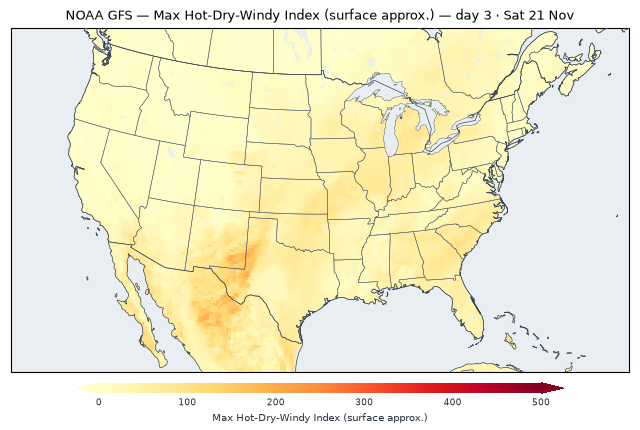 NOAA GFS — Max Hot-Dry-Windy Index (surface approx.) — day 3 · Sat 21 Nov
0 100 200 300 400 500
Max Hot-Dry-Windy Index (surface approx.)